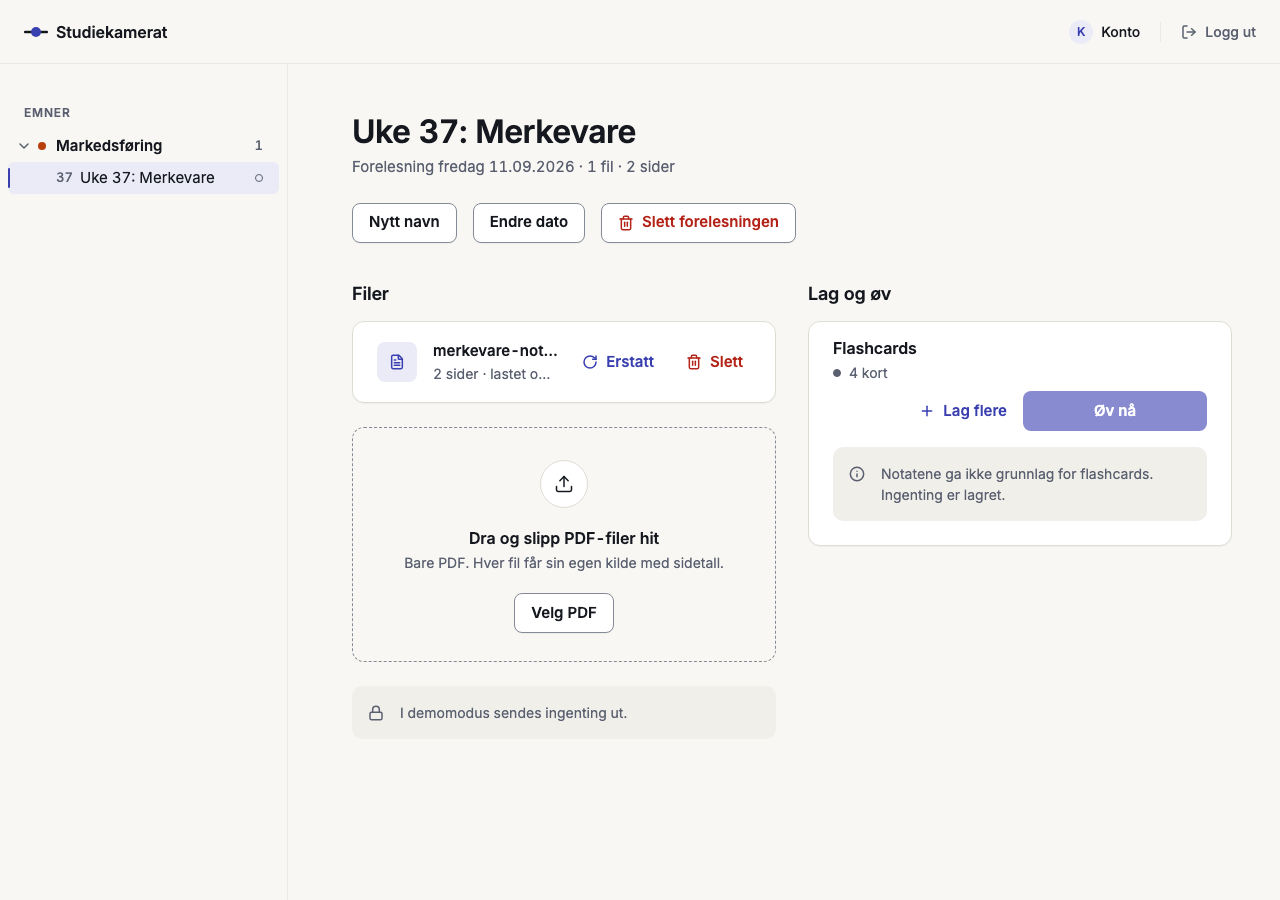 Studiekamerat
K Konto
Logg ut
EMNER
Markedsføring 1
37 Uke 37: Merkevare
Uke 37: Merkevare
Forelesning fredag 11.09.2026 · 1 fil · 2 sider
Nytt navn
Endre dato
Slett forelesningen
Filer
merkevare-not...
2 sider · lastet o...
Erstatt
Slett
Dra og slipp PDF-filer hit
Bare PDF. Hver fil får sin egen kilde med sidetall.
Velg PDF
I demomodus sendes ingenting ut.
Lag og øv
Flashcards
4 kort
Lag flere
Øv nå
Notatene ga ikke grunnlag for flashcards.
Ingenting er lagret.